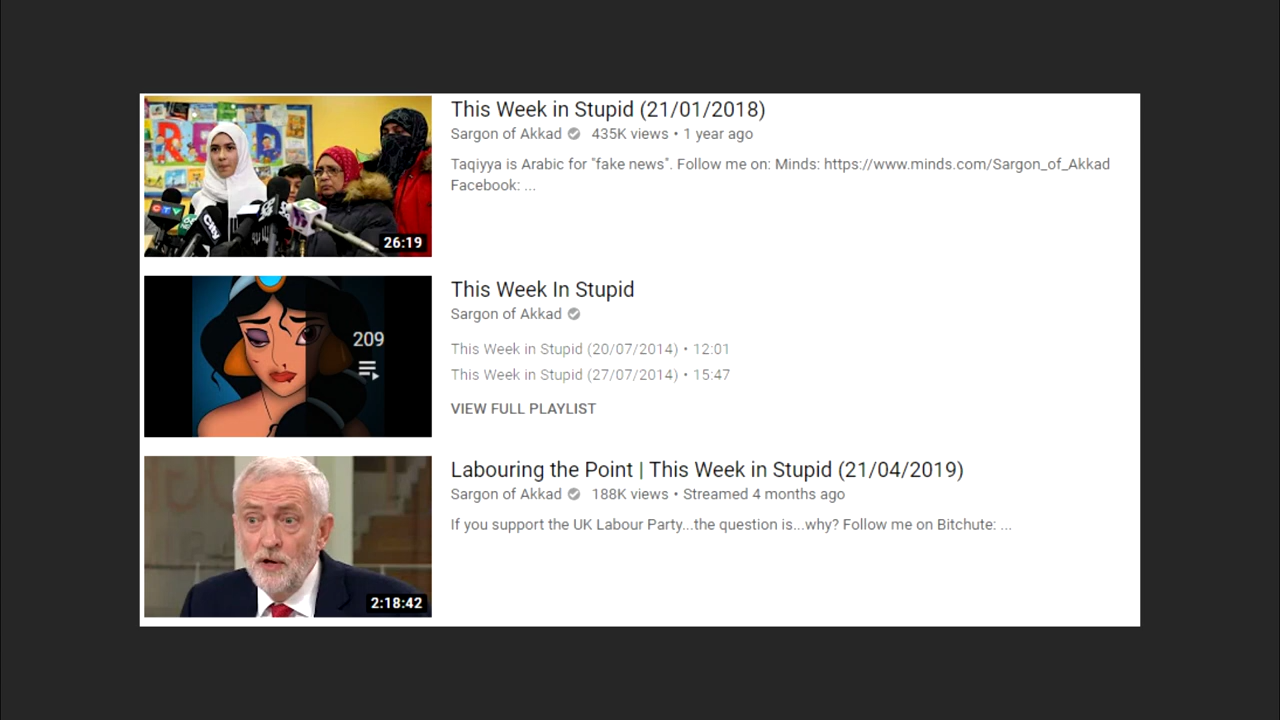 READ
CTV
City
26:19
This Week in Stupid (21/01/2018)
Sargon of Akkad 435K views • 1 year ago
Taqiyya is Arabic for "fake news". Follow me on: Minds: https://www.minds.com/Sargon_of_Akkad
Facebook: ...
209
This Week In Stupid
Sargon of Akkad
This Week in Stupid (20/07/2014) • 12:01
This Week in Stupid (27/07/2014) • 15:47
VIEW FULL PLAYLIST
2:18:42
Labouring the Point | This Week in Stupid (21/04/2019)
Sargon of Akkad 188K views • Streamed 4 months ago
If you support the UK Labour Party...the question is...why? Follow me on Bitchute: ...